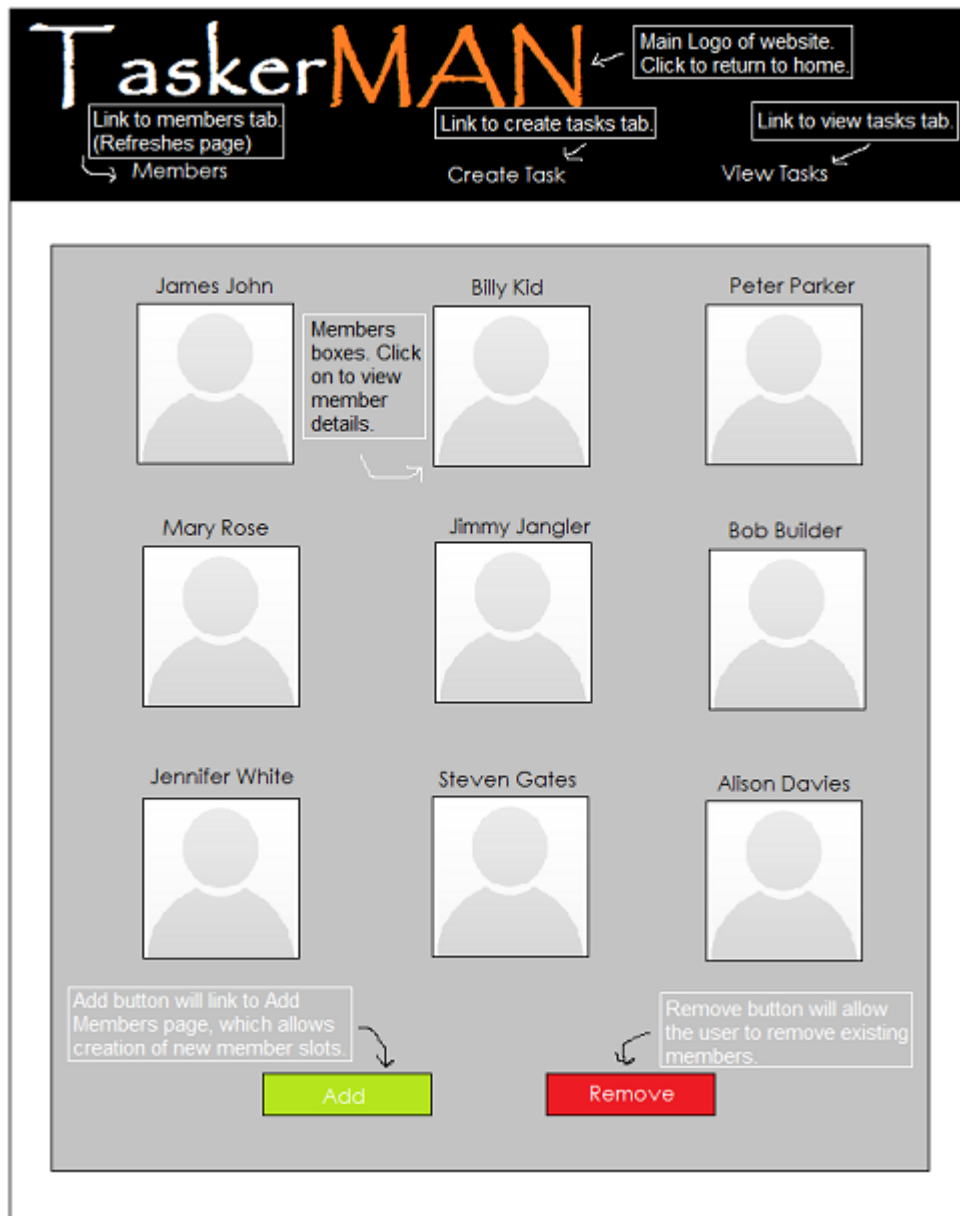 TaskerMAN
Main Logo of website.
Click to return to home.
Link to members tab.
(Refreshes page)
Link to create tasks tab.
Link to view tasks tab.
Members
Create Task
View Tasks
James John
Billy Kid
Peter Parker
Members
boxes. Click
on to view
member
details.
Mary Rose
Jimmy Jangler
Bob Builder
Jennifer White
Steven Gates
Alison Davies
Add button will link to Add
Members page, which allows
creation of new member slots.
Remove button will allow
the user to remove existing
members.
Add
Remove